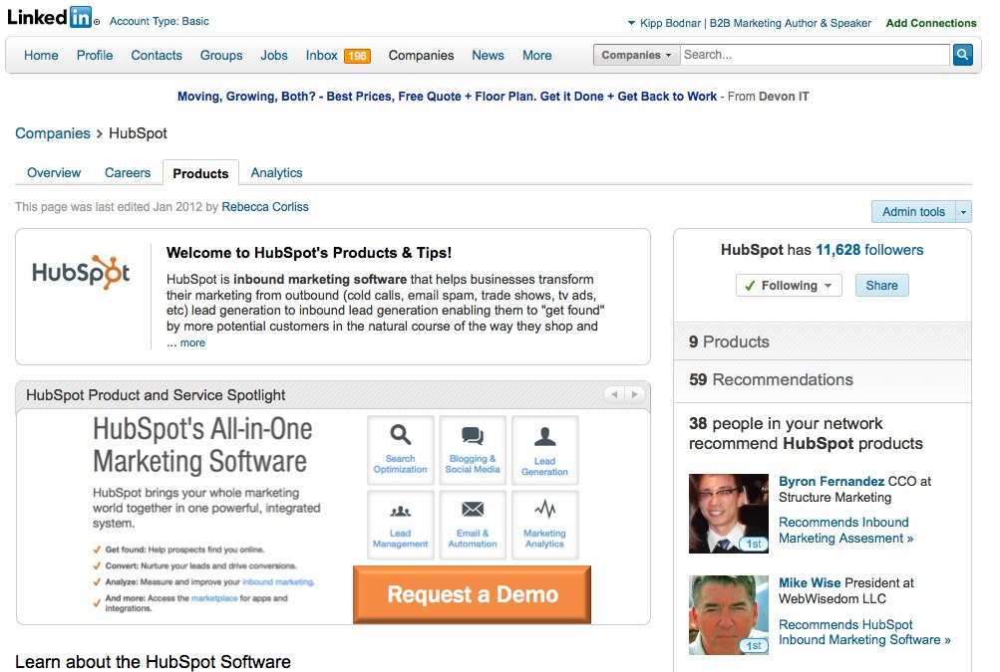 Linked in Account Type: Basic
Kipp Bodnar | B2B Marketing Author & Speaker Add Connections
Home Profile Contacts Groups Jobs Inbox 196 Companies News More Companies Search...
Moving, Growing, Both? - Best Prices, Free Quote + Floor Plan. Get it Done + Get Back to Work - From Devon IT
Companies > HubSpot
Overview Careers Products Analytics
This page was last edited Jan 2012 by Rebecca Corliss
Admin tools
HubSpot
Welcome to HubSpot's Products & Tips!
HubSpot is inbound marketing software that helps businesses transform
their marketing from outbound (cold calls, email spam, trade shows, tv ads,
etc) lead generation to inbound lead generation enabling them to "get found"
by more potential customers in the natural course of the way they shop and
... more
HubSpot Product and Service Spotlight
HubSpot's All-in-One
Marketing Software
HubSpot brings your whole marketing
world together in one powerful, integrated
system.
Get found: Help prospects find you online.
Convert: Nurture your leads and drive conversions.
Analyze: Measure and improve your inbound marketing.
And more: Access the marketplace for apps and
integrations.
Search
Optimization
Blogging &
Social Media
Lead
Generation
Lead
Management
Email &
Automation
Marketing
Analytics
Request a Demo
Learn about the HubSpot Software
HubSpot has 11,628 followers
Following Share
9 Products
59 Recommendations
38 people in your network
recommend HubSpot products
Byron Fernandez CCO at
Structure Marketing
Recommends Inbound
Marketing Assesment »
1st
Mike Wise President at
WebWisedom LLC
Recommends HubSpot
Inbound Marketing Software »
1st